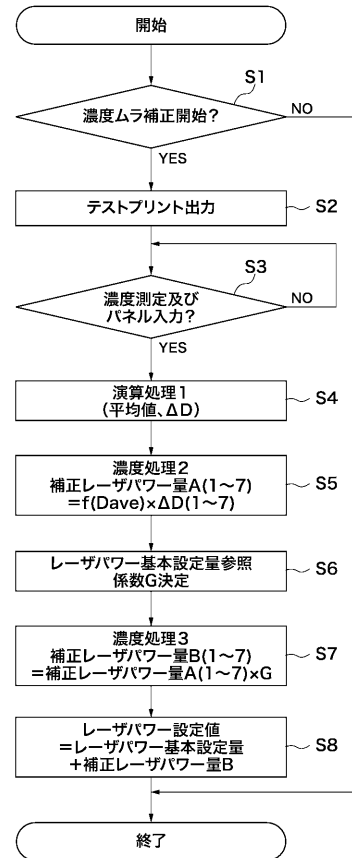 開始
S1
濃度ムラ補正開始？
NO
YES
テストプリント出力
S2
S3
濃度測定及び
パネル入力？
NO
YES
演算処理1
(平均値、ΔD)
S4
濃度処理2
補正レーザパワー量A(1～7)
=f(Dave)×ΔD(1～7)
S5
レーザパワー基本設定量参照
係数G決定
S6
濃度処理3
補正レーザパワー量B(1～7)
=補正レーザパワー量A(1～7)×G
S7
レーザパワー設定値
=レーザパワー基本設定量
+補正レーザパワー量B
S8
終了